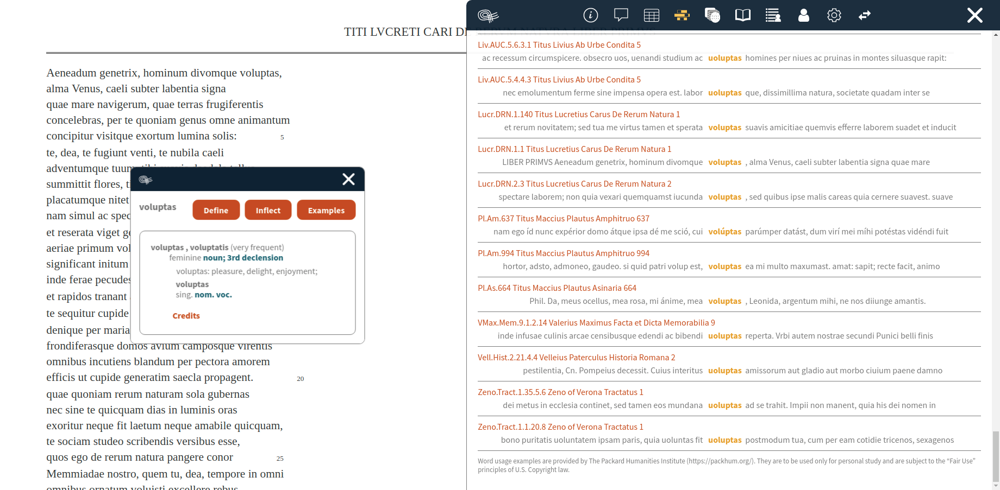 TITI LVCRETI CARI DE RERVM NATVRA LIBER PRIMVS
Aeneadum genetrix, hominum divomque voluptas,
alma Venus, caeli subter labentia signa
quae mare navigerum, quae terras frugiferentis
concelebras, per te quoniam genus omne animantum
concipitur visitque exortum lumina solis: 5
te, dea, te fugiunt venti, te nubila caeli
adventumque tuum
summittit flores,
placatumque nitet
nam simul ac
et reserata viget
aeriae primum
significant initum
inde ferae pecudes
et rapidos tranant
te sequitur cupide
denique per maria
frondiferasque domos avium camposque virentis
omnibus incutiens blandum per pectora amorem
efficis ut cupide generatim saecla propagent. 20
quae quoniam rerum naturam sola gubernas
nec sine te quicquam dias in luminis oras
exoritur neque fit laetum neque amabile quicquam,
te sociam studeo scribendis versibus esse,
quos ego de rerum natura pangere conor 25
Memmiadae nostro, quem tu, dea, tempore in omni
omnibus ornatum voluisti excellere rebus
voluptas Define Inflect Examples
voluptas , voluptatis (very frequent)
feminine noun; 3rd declension
voluptas: pleasure, delight, enjoyment;
voluptas
sing. nom. voc.
Credits
Liv.AUC.5.6.3.1 Titus Livius Ab Urbe Condita 5
ac recessum circumspicere. obsecro uos, uenandi studium ac uoluptas homines per niues ac pruinas in montes siluasque rapit:
Liv.AUC.5.4.4.3 Titus Livius Ab Urbe Condita 5
nec emolumentum ferme sine impensa opera est. labor uoluptas que, dissimillima natura, societate quadam inter se
Lucr.DRN.1.140 Titus Lucretius Carus De Rerum Natura 1
et rerum novitatem; sed tua me virtus tamen et sperata voluptas suavis amicitiae quemvis efferre laborem suadet et inducit
Lucr.DRN.1.1 Titus Lucretius Carus De Rerum Natura 1
LIBER PRIMVS Aeneadum genetrix, hominum divomque voluptas , alma Venus, caeli subter labentia signa quae mare
Lucr.DRN.2.3 Titus Lucretius Carus De Rerum Natura 2
spectare laborem; non quia vexari quemquamst iucunda voluptas , sed quibus ipse malis careas quia cernere suavest. suave
Pl.Am.637 Titus Maccius Plautus Amphitruo 637
nam ego íd nunc expérior domo átque ipsa dé me sció, cui volúptas parúmper datást, dum virí mei míhi potéstas vidéndi fuit
Pl.Am.994 Titus Maccius Plautus Amphitruo 994
hortor, adsto, admoneo, gaudeo. si quid patri volup est, voluptas ea mi multo maxumast. amat: sapit; recte facit, animo
Pl.As.664 Titus Maccius Plautus Asinaria 664
Phil. Da, meus ocellus, mea rosa, mi ánime, mea voluptas , Leonida, argentum mihi, ne nos diiunge amantis.
VMax.Mem.9.1.2.14 Valerius Maximus Facta et Dicta Memorabilia 9
inde infusae culinis arcae censibusque edendi ac bibendi uoluptas reperta. Vrbi autem nostrae secundi Punici belli finis
Vell.Hist.2.21.4.4 Velleius Paterculus Historia Romana 2
pestilentia, Cn. Pompeius decessit. Cuius interitus uoluptas amissorum aut gladio aut morbo ciuium paene damno
Zeno.Tract.1.35.5.6 Zeno of Verona Tractatus 1
dei metus in ecclesia continet, sed tamen eos mundana uoluptas ad se trahit. Impii non manent, quia his dei nomen in
Zeno.Tract.1.1.20.8 Zeno of Verona Tractatus 1
bono puritatis uoluntatem ipsam paris, quia uoluntas fit uoluptas postmodum tua, cum per eam cotidie tricenos, sexagenos
Word usage examples are provided by The Packard Humanities Institute (https://packhum.org/). They are to be used only for personal study and are subject to the “Fair Use”
principles of U.S. Copyright law.